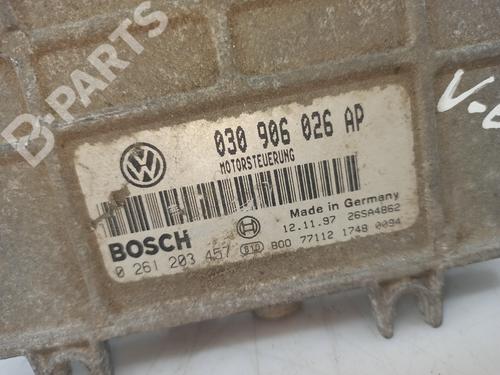 B-PARTS
030 906 026 AP
MOTORSTEUERUNG
Made in Germany
BOSCH
12.11.97 26SA4862
0 261 203 457 B00 77112 1748 0094